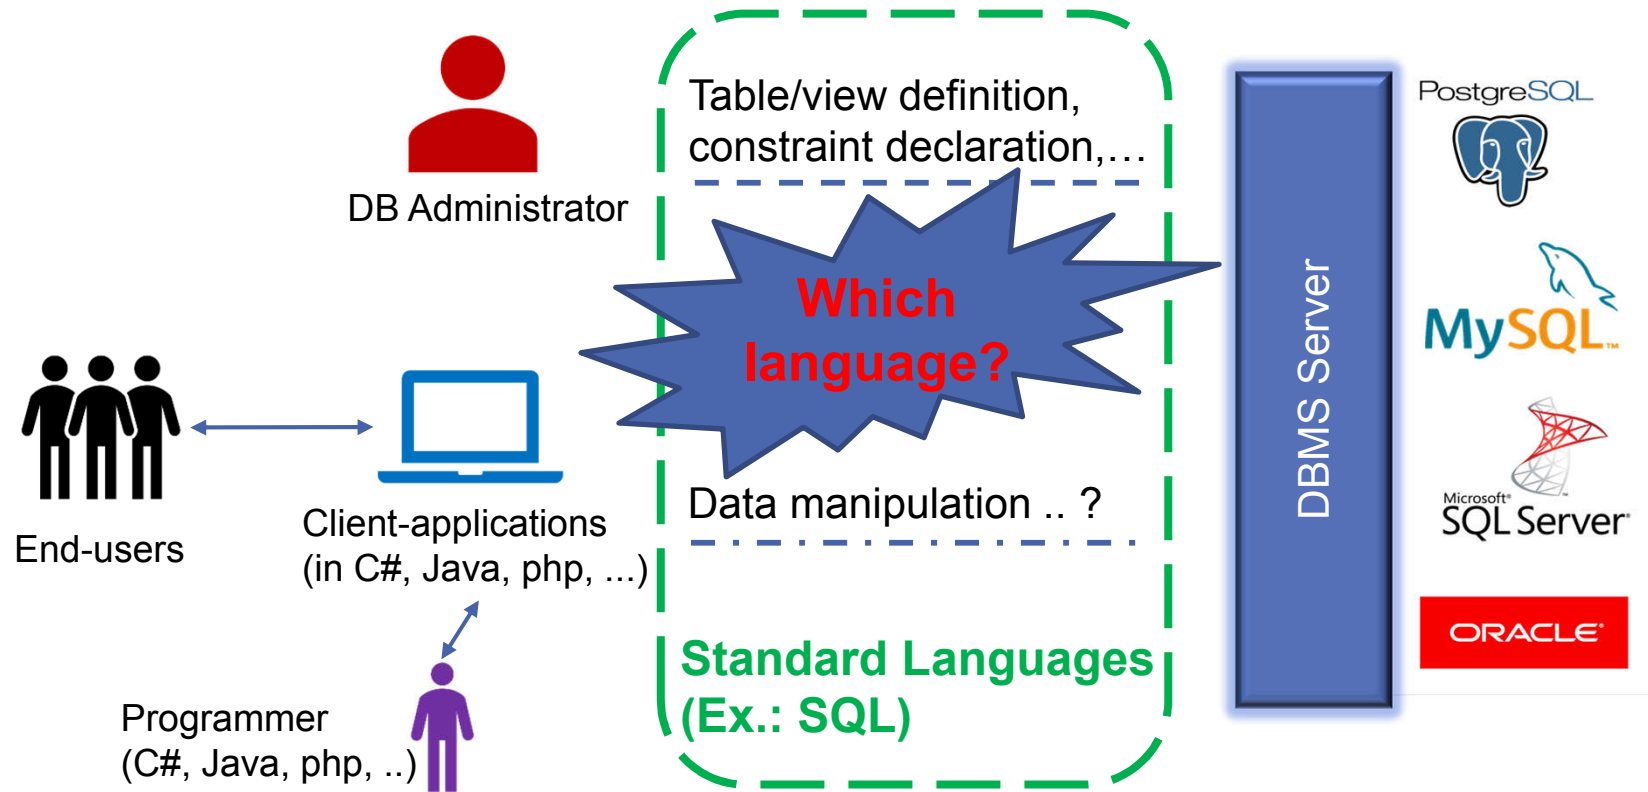 DB Administrator
End-users
Client-applications
(in C#, Java, php, ...)
Programmer
(C#, Java, php, ..)
Table/view definition,
constraint declaration,…
Which
language?
Data manipulation .. ?
Standard Languages
(Ex.: SQL)
DBMS Server
PostgreSQL
MySQL™
Microsoft®
SQL Server®
ORACLE®